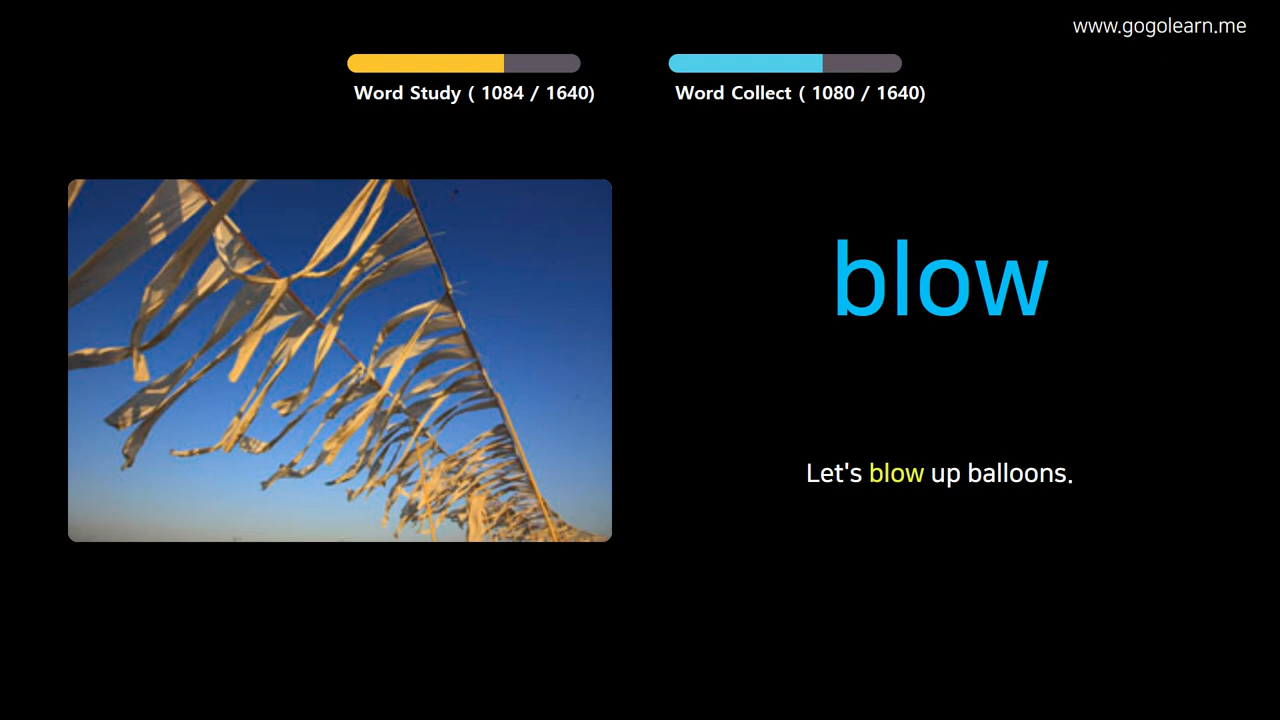 www.gogolearn.me
Word Study ( 1084 / 1640)
Word Collect ( 1080 / 1640)
blow
Let's blow up balloons.